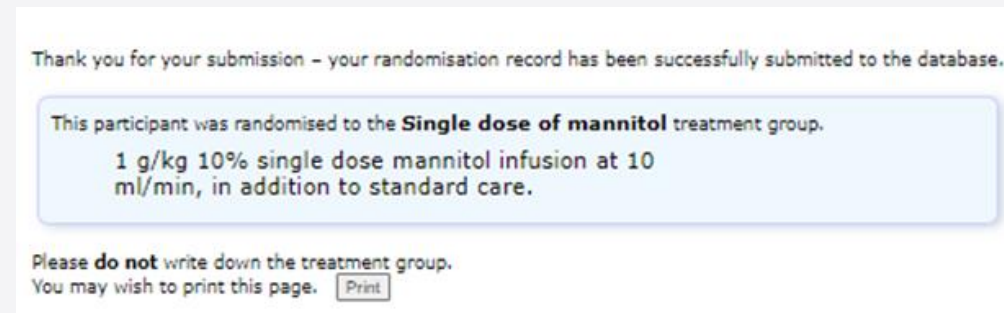 Thank you for your submission – your randomisation record has been successfully submitted to the database.
This participant was randomised to the Single dose of mannitol treatment group.
1 g/kg 10% single dose mannitol infusion at 10
ml/min, in addition to standard care.
Please do not write down the treatment group.
You may wish to print this page. Print